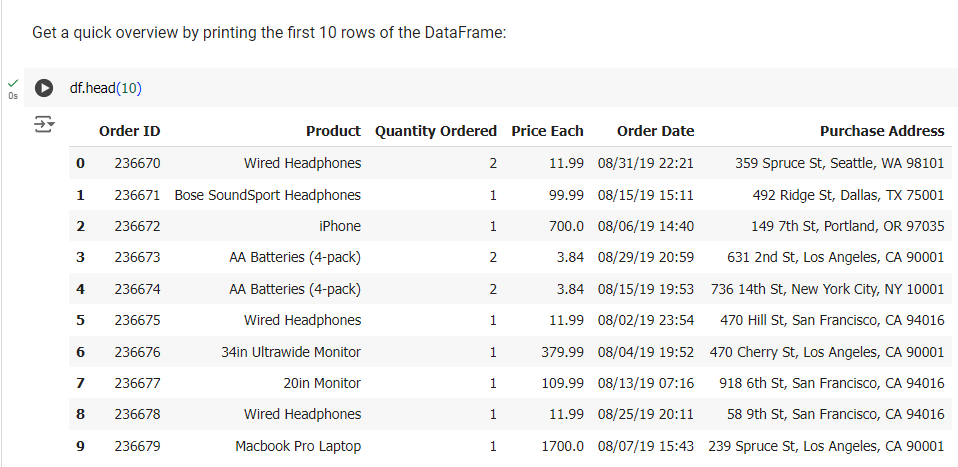 Get a quick overview by printing the first 10 rows of the DataFrame:
0s
df.head(10)
Order ID Product Quantity Ordered Price Each Order Date Purchase Address
0 236670 Wired Headphones 2 11.99 08/31/19 22:21 359 Spruce St, Seattle, WA 98101
1 236671 Bose SoundSport Headphones 1 99.99 08/15/19 15:11 492 Ridge St, Dallas, TX 75001
2 236672 iPhone 1 700.0 08/06/19 14:40 149 7th St, Portland, OR 97035
3 236673 AA Batteries (4-pack) 2 3.84 08/29/19 20:59 631 2nd St, Los Angeles, CA 90001
4 236674 AA Batteries (4-pack) 2 3.84 08/15/19 19:53 736 14th St, New York City, NY 10001
5 236675 Wired Headphones 1 11.99 08/02/19 23:54 470 Hill St, San Francisco, CA 94016
6 236676 34in Ultrawide Monitor 1 379.99 08/04/19 19:52 470 Cherry St, Los Angeles, CA 90001
7 236677 20in Monitor 1 109.99 08/13/19 07:16 918 6th St, San Francisco, CA 94016
8 236678 Wired Headphones 1 11.99 08/25/19 20:11 58 9th St, San Francisco, CA 94016
9 236679 Macbook Pro Laptop 1 1700.0 08/07/19 15:43 239 Spruce St, Los Angeles, CA 90001